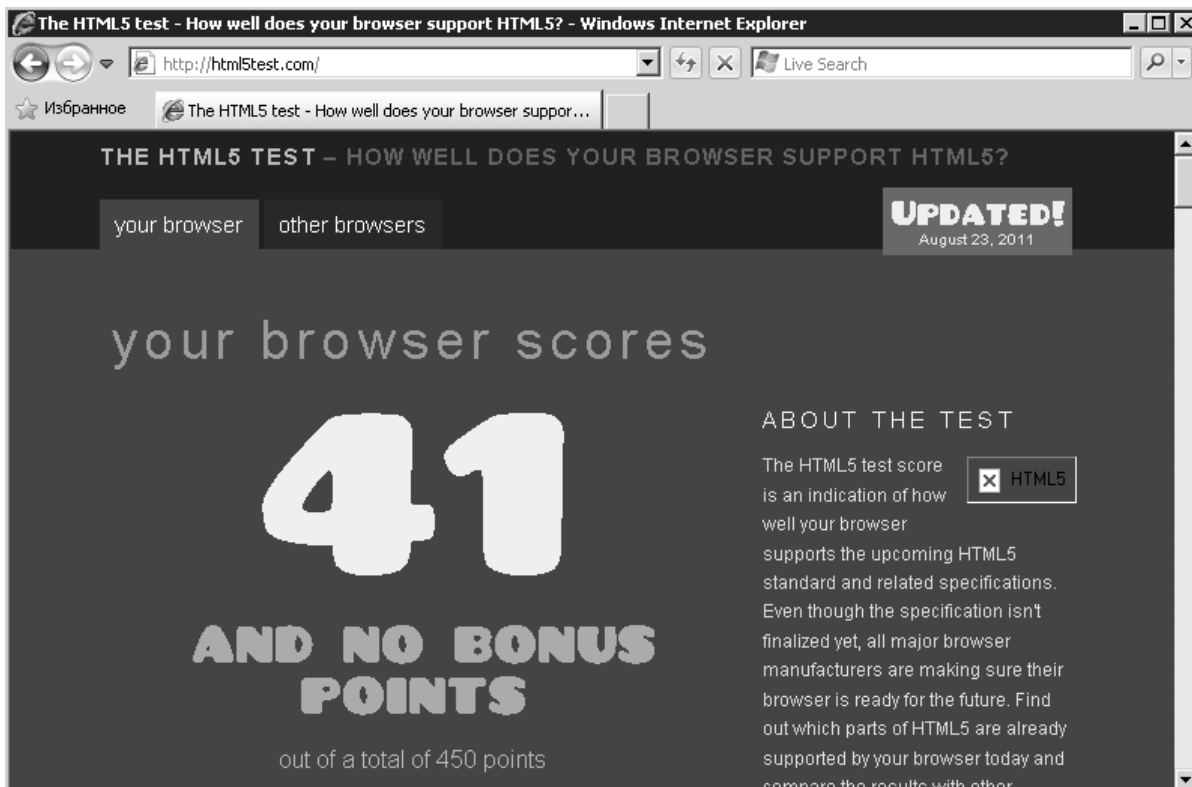 The HTML5 test - How well does your browser support HTML5? - Windows Internet Explorer
http://html5test.com/
Live Search
Избранное
The HTML5 test - How well does your browser suppor...
THE HTML5 TEST – HOW WELL DOES YOUR BROWSER SUPPORT HTML5?
your browser
other browsers
UPDATED!
August 23, 2011
your browser scores
41
AND NO BONUS
POINTS
out of a total of 450 points
ABOUT THE TEST
HTML5
The HTML5 test score
is an indication of how
well your browser
supports the upcoming HTML5
standard and related specifications.
Even though the specification isn't
finalized yet, all major browser
manufacturers are making sure their
browser is ready for the future. Find
out which parts of HTML5 are already
supported by your browser today and
compare the results with other